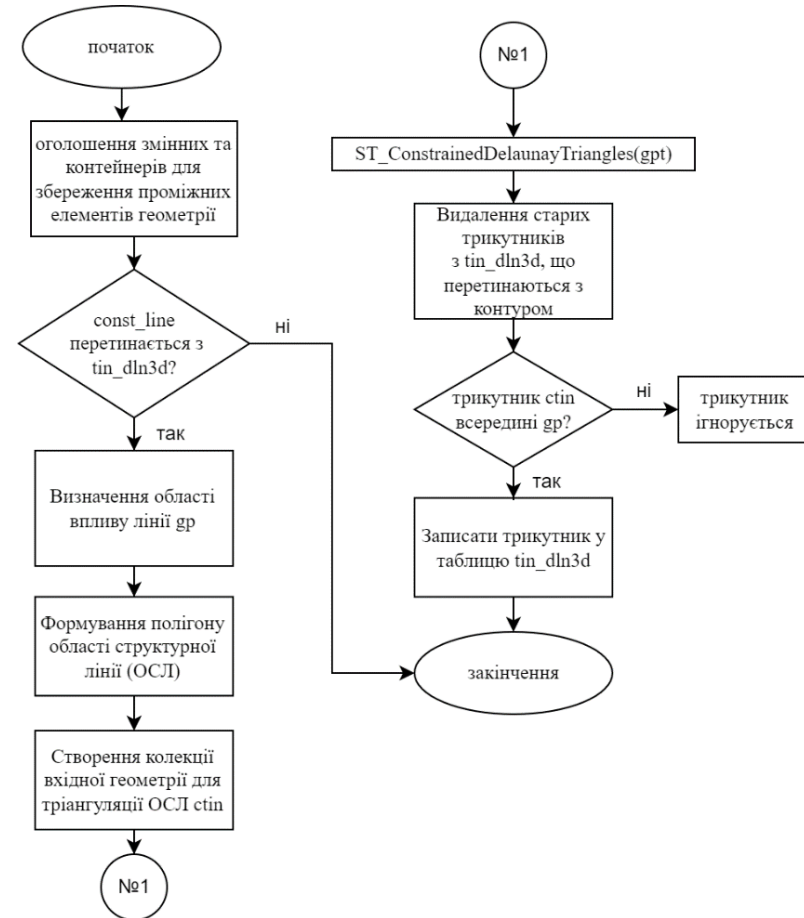 початок
оголошення змінних та
контейнерів для
збереження проміжних
елементів геометрії
const_line
перетинається з
tin_dln3d?
ні
так
Визначення області
впливу лінії gp
Формування полігону
області структурної
лінії (ОСЛ)
Створення колекції
вхідної геометрії для
тріангуляції ОСЛ ctin
№1
№1
ST_ConstrainedDelaunayTriangles(gpt)
Видалення старих
трикутників
з tin_dln3d, що
перетинаються з
контуром
трикутник ctin
всередині gp?
ні
трикутник
ігнорується
так
Записати трикутник у
таблицю tin_dln3d
закінчення